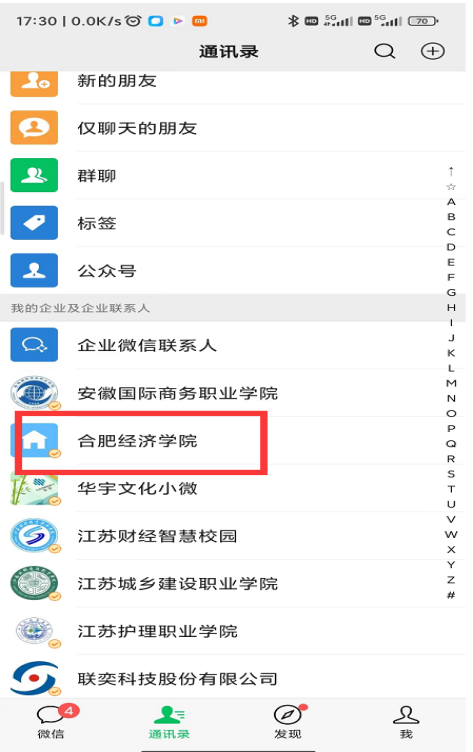 17:30 | 0.0K/s
HD 5G HD 5G 70
通讯录
新的朋友
仅聊天的朋友
群聊
标签
公众号
我的企业及企业联系人
企业微信联系人
安徽国际商务职业学院
合肥经济学院
华宇文化小微
江苏财经智慧校园
江苏城乡建设职业学院
江苏护理职业学院
联奕科技股份有限公司
↑
☆
A
B
C
D
E
F
G
H
I
J
K
L
M
N
O
P
Q
R
S
T
U
V
W
X
Y
Z
#
4
微信 通讯录 发现 我